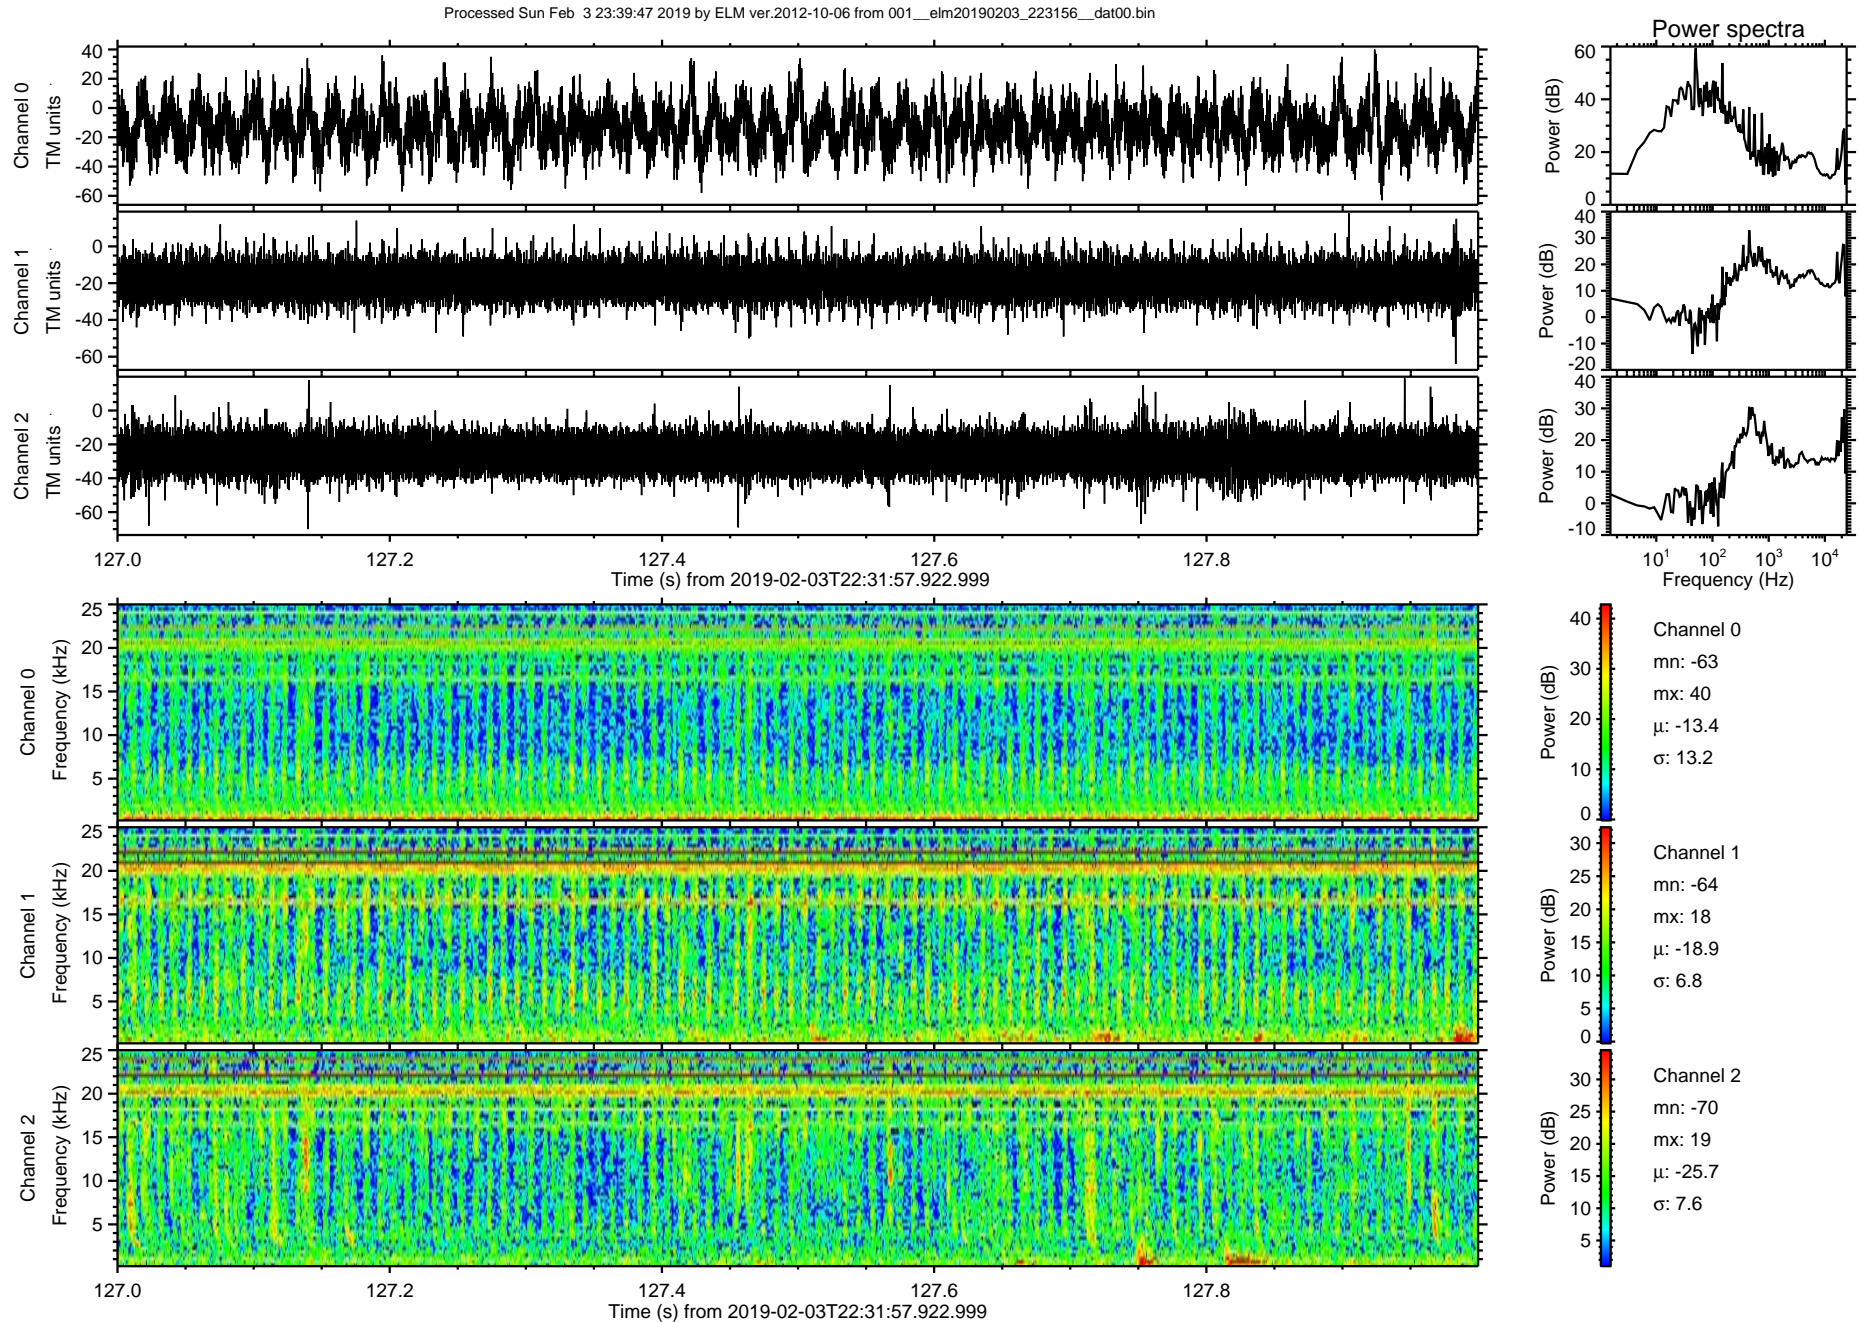 Processed Sun Feb  3 23:39:47 2019 by ELM ver.2012-10-06 from 001__elm20190203_223156__dat00.bin
Power spectra
Channel 0
TM units
40
20
0
-20
-40
-60
Power (dB)
60
40
20
0
Channel 1
TM units
0
-20
-40
-60
Power (dB)
40
30
20
10
0
-10
-20
Channel 2
TM units
0
-20
-40
-60
Power (dB)
40
30
20
10
0
-10
127.0 127.2 127.4 127.6 127.8
Time (s) from 2019-02-03T22:31:57.922.999
10^1 10^2 10^3 10^4
Frequency (Hz)
Channel 0
Frequency (kHz)
25
20
15
10
5
Power (dB)
40
30
20
10
0
Channel 0
mn: -63
mx: 40
μ: -13.4
σ: 13.2
Channel 1
Frequency (kHz)
25
20
15
10
5
Power (dB)
30
25
20
15
10
5
0
Channel 1
mn: -64
mx: 18
μ: -18.9
σ: 6.8
Channel 2
Frequency (kHz)
25
20
15
10
5
Power (dB)
30
25
20
15
10
5
Channel 2
mn: -70
mx: 19
μ: -25.7
σ: 7.6
127.0 127.2 127.4 127.6 127.8
Time (s) from 2019-02-03T22:31:57.922.999